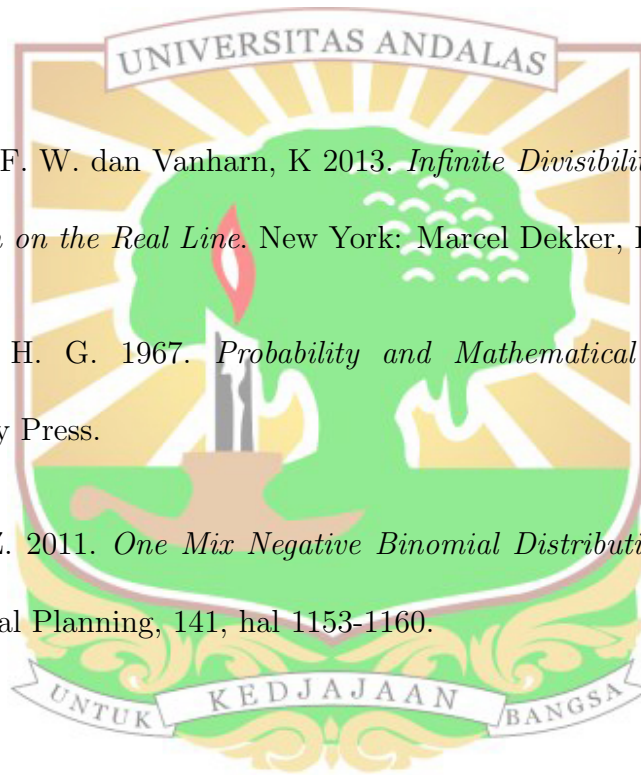 UNIVERSITAS ANDALAS
F. W. dan Vanharn, K 2013. Infinite Divisibilit
on the Real Line. New York: Marcel Dekker,
H. G. 1967. Probability and Mathematical
Press.
2011. One Mix Negative Binomial Distributi
al Planning, 141, hal 1153-1160.
UNTUK KEDJAJAAN BANGSA